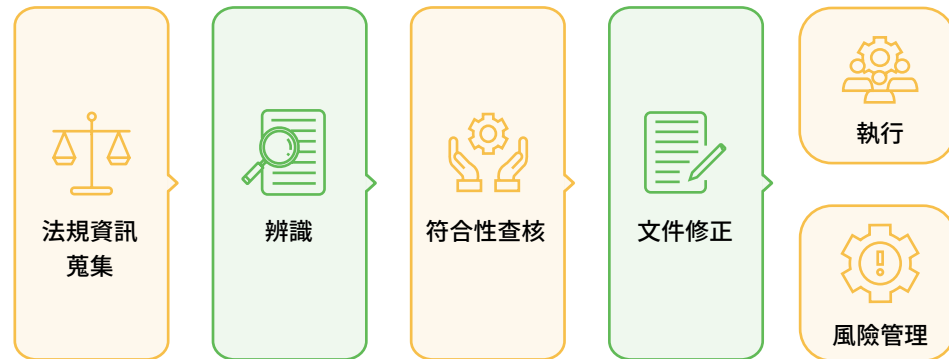 法規資訊
蒐集
辨識
符合性查核
文件修正
執行
風險管理